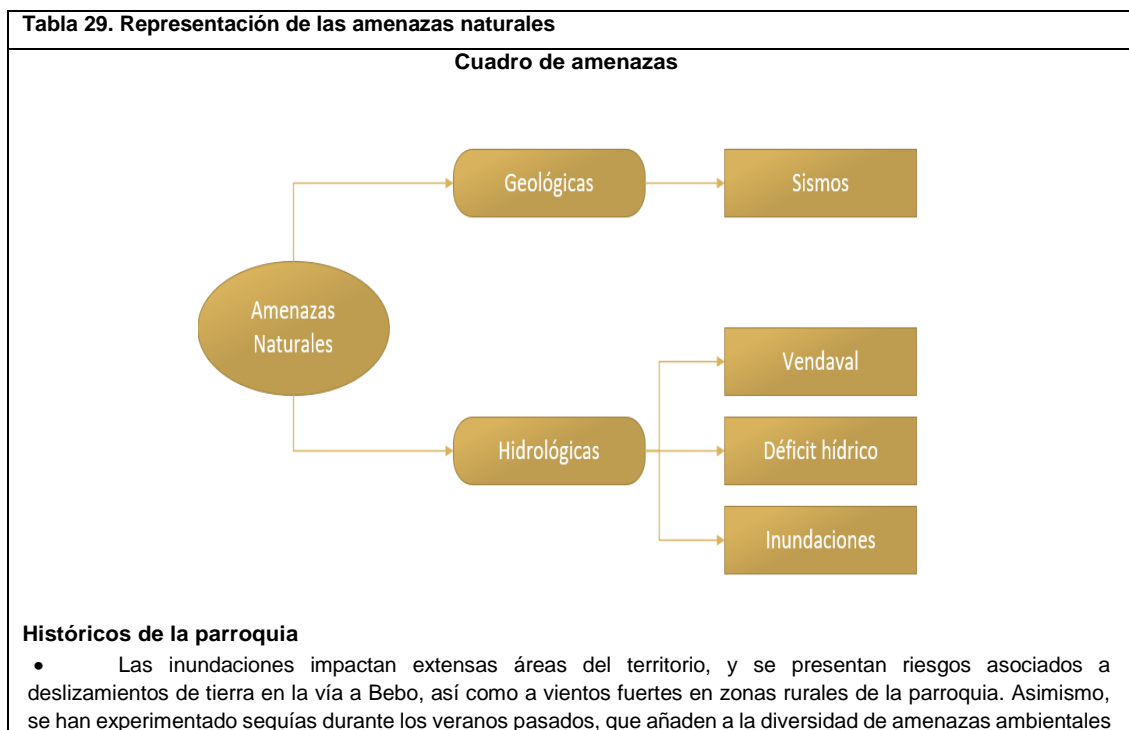 Tabla 29. Representación de las amenazas naturales
Cuadro de amenazas
Geológicas
Sismos
Amenazas
Naturales
Vendaval
Hidrológicas
Déficit hídrico
Inundaciones
Históricos de la parroquia
• Las inundaciones impactan extensas áreas del territorio, y se presentan riesgos asociados a
deslizamientos de tierra en la vía a Bebo, así como a vientos fuertes en zonas rurales de la parroquia. Asimismo,
se han experimentado sequías durante los veranos pasados, que añaden a la diversidad de amenazas ambientales